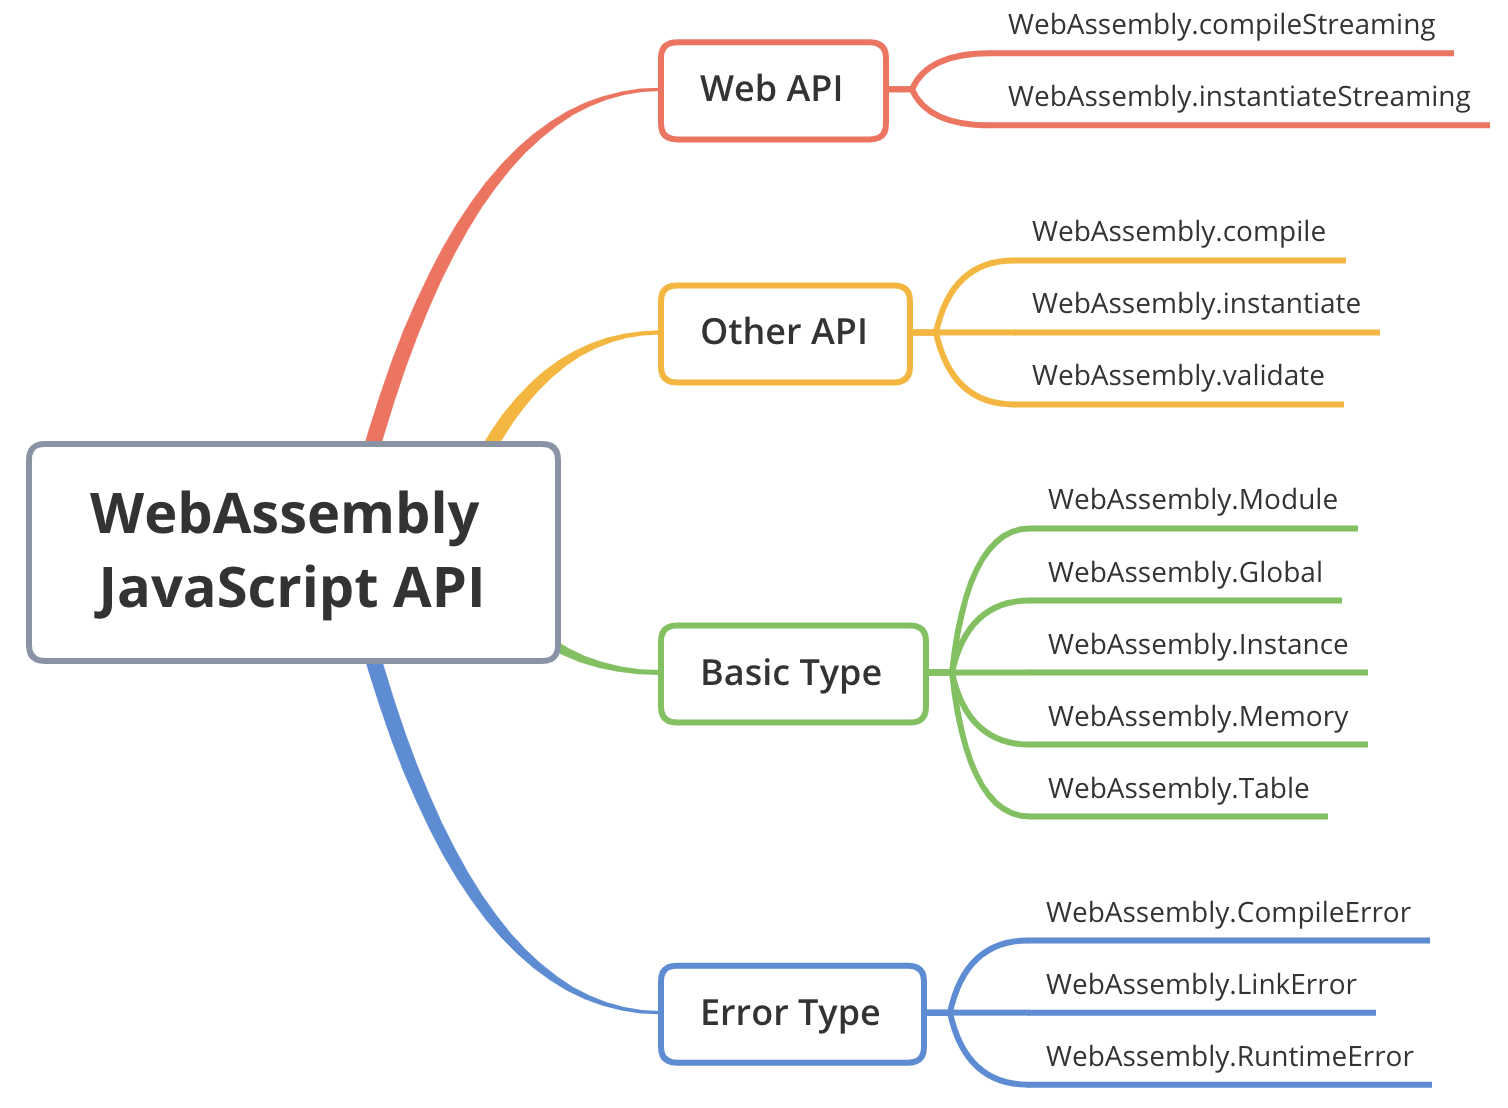 WebAssembly
JavaScript API
Web API
WebAssembly.compileStreaming
WebAssembly.instantiateStreaming
Other API
WebAssembly.compile
WebAssembly.instantiate
WebAssembly.validate
Basic Type
WebAssembly.Module
WebAssembly.Global
WebAssembly.Instance
WebAssembly.Memory
WebAssembly.Table
Error Type
WebAssembly.CompileError
WebAssembly.LinkError
WebAssembly.RuntimeError